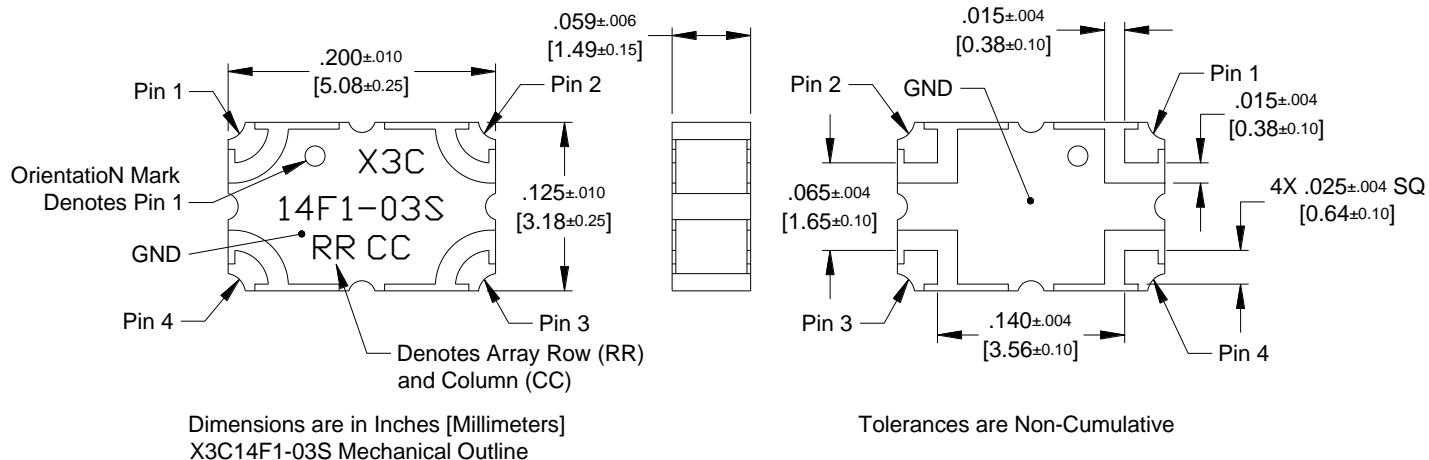 .200±.010
[5.08±0.25]
.059±.006
[1.49±0.15]
.015±.004
[0.38±0.10]
Pin 1
Pin 2
X3C
14F1-03S
RR CC
OrientatioN Mark
Denotes Pin 1
GND
.125±.010
[3.18±0.25]
Pin 4
Pin 3
Denotes Array Row (RR)
and Column (CC)
Pin 2
GND
Pin 1
.015±.004
[0.38±0.10]
.065±.004
[1.65±0.10]
4X .025±.004 SQ
[0.64±0.10]
Pin 3
.140±.004
[3.56±0.10]
Pin 4
Dimensions are in Inches [Millimeters]
X3C14F1-03S Mechanical Outline
Tolerances are Non-Cumulative